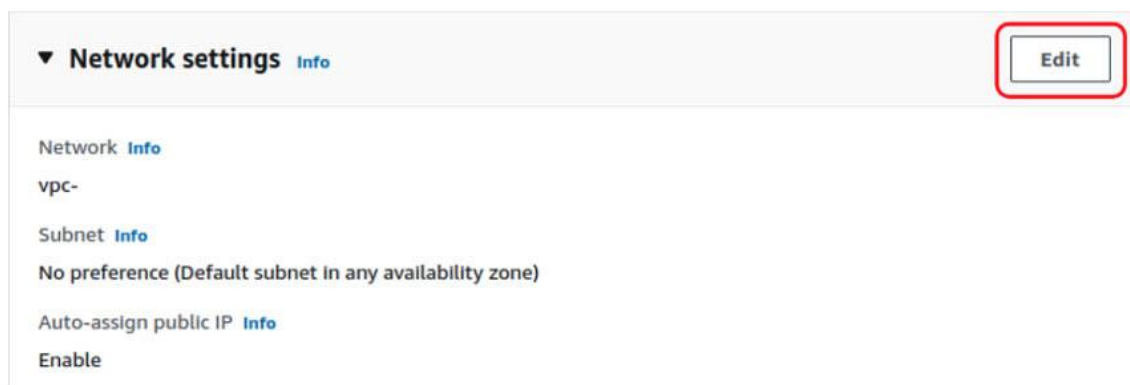 Network settings Info
Edit
Network Info
vpc-
Subnet Info
No preference (Default subnet in any availability zone)
Auto-assign public IP Info
Enable